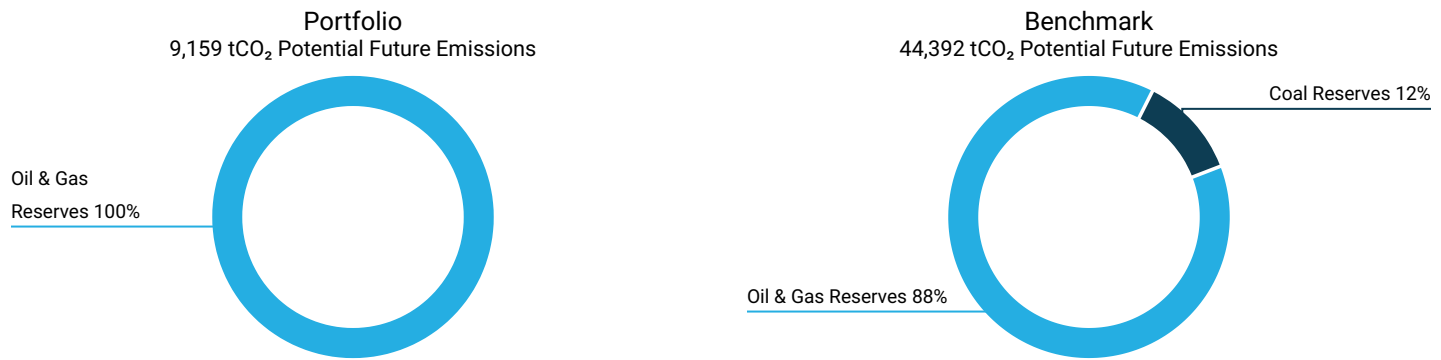 Portfolio
9,159 tCO₂ Potential Future Emissions
Oil & Gas
Reserves 100%
Benchmark
44,392 tCO₂ Potential Future Emissions
Coal Reserves 12%
Oil & Gas Reserves 88%